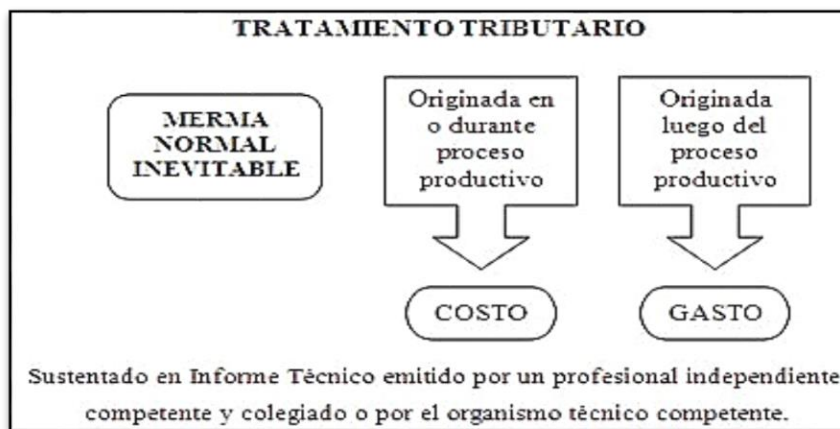 TRATAMIENTO TRIBUTARIO
MERMA
NORMAL
INEVITABLE
Originada en
o durante
proceso
productivo
Originada
luego del
proceso
productivo
COSTO
GASTO
Sustentado en Informe Técnico emitido por un profesional independiente
competente y colegiado o por el organismo técnico competente.